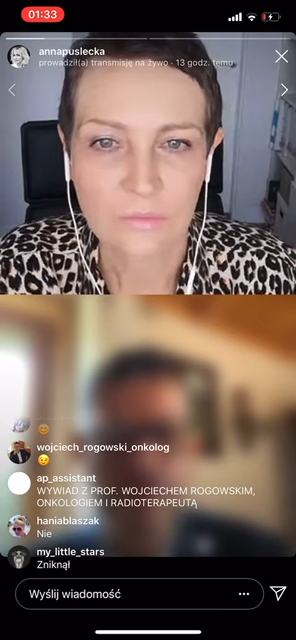 01:33
annapuslecka
prowadził(a) transmisję na żywo · 13 godz. temu
wojciech_rogowski_onkolog
ap_assistant
WYWIAD Z PROF. WOJCIECHEM ROGOWSKIM,
ONKOLOGIEM I RADIOTERAPEUTĄ
haniablaszak
Nie
my_little_stars
Zniknął
Wyślij wiadomość